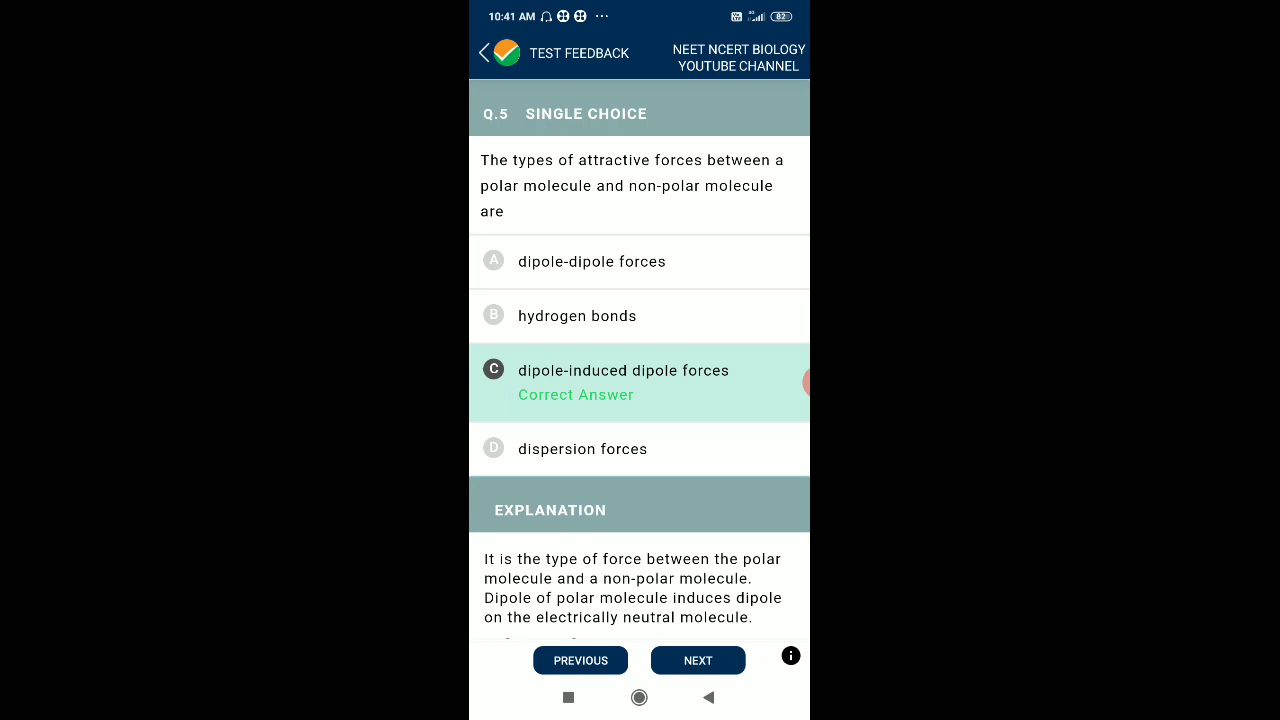 10:41 AM
82
TEST FEEDBACK
NEET NCERT BIOLOGY
YOUTUBE CHANNEL
Q.5 SINGLE CHOICE
The types of attractive forces between a
polar molecule and non-polar molecule
are
A dipole-dipole forces
B hydrogen bonds
C dipole-induced dipole forces
Correct Answer
D dispersion forces
EXPLANATION
It is the type of force between the polar
molecule and a non-polar molecule.
Dipole of polar molecule induces dipole
on the electrically neutral molecule.
PREVIOUS NEXT